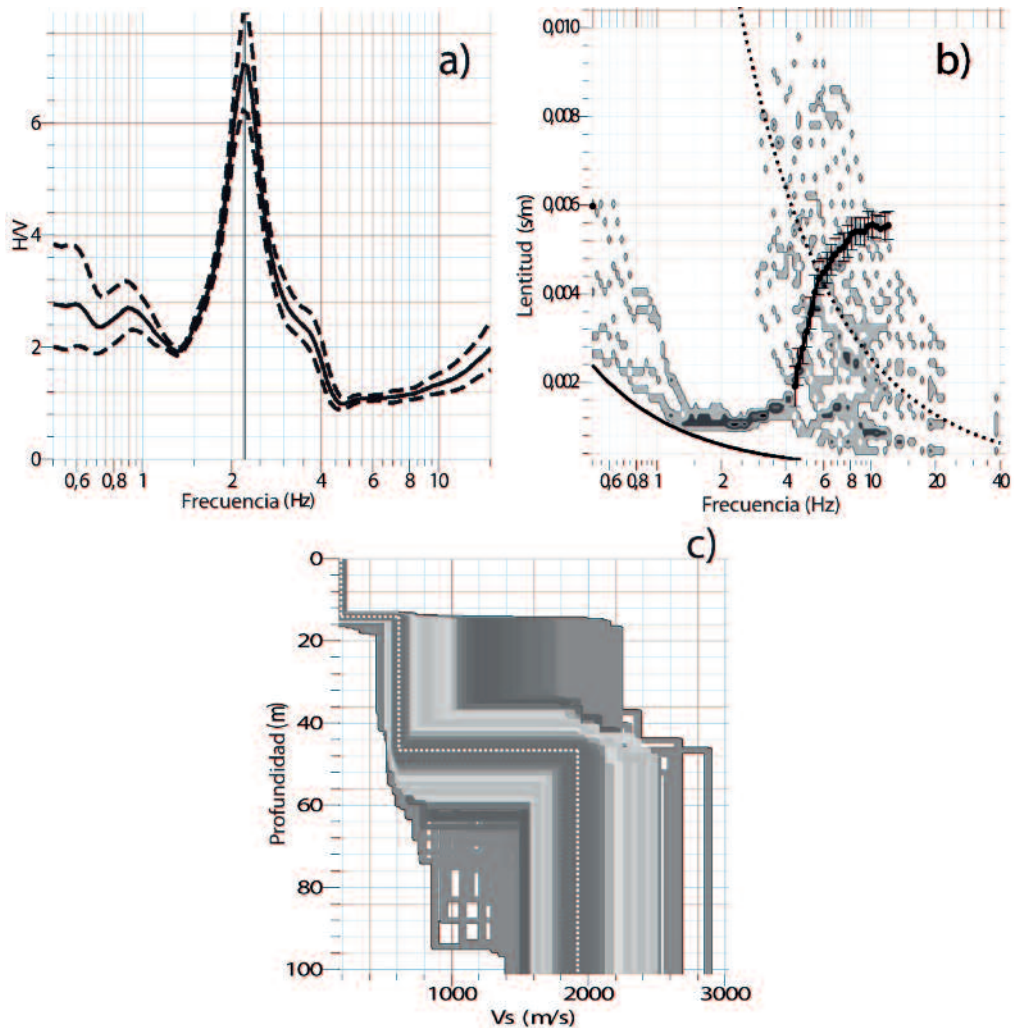 a)
H/V
6
4
2
0
0,6 0,8 1 2 4 6 8 10
Frecuencia (Hz)
b)
Lentitud (s/m)
0,010
0,008
0,006
0,004
0,002
0,6 0,8 1 2 4 6 8 10 20 40
Frecuencia (Hz)
c)
Profundidad (m)
0
20
40
60
80
100
1000 2000 3000
Vs (m/s)